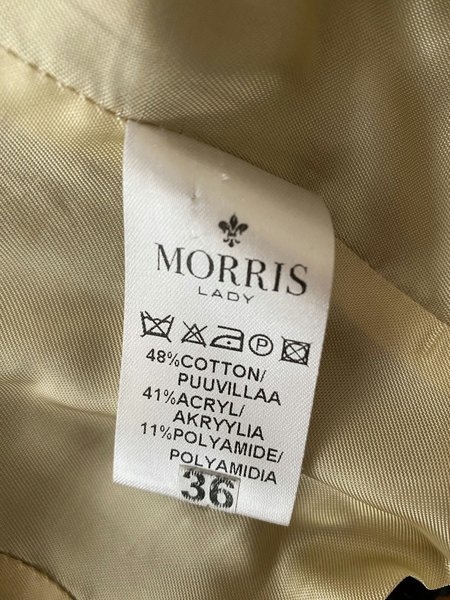 MORRIS
LADY
48%COTTON/
PUUVILLAA
41%ACRYL/
AKRYYLIA
11%POLYAMIDE/
POLYAMIDIA
36